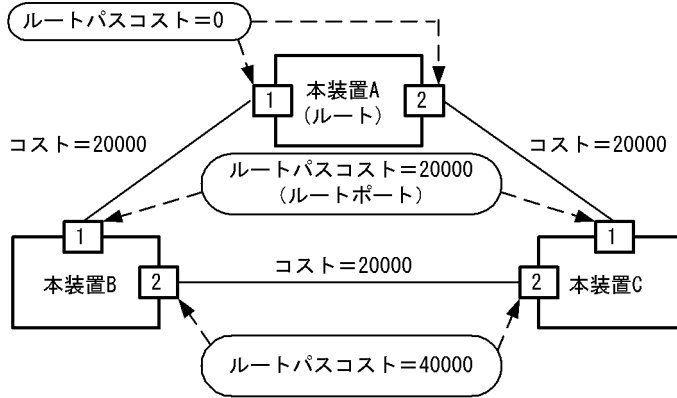 ルートパスコスト＝0
1
本装置A
（ルート）
2
コスト＝20000
コスト＝20000
ルートパスコスト＝20000
（ルートポート）
1
1
本装置B
2
コスト＝20000
2
本装置C
ルートパスコスト＝40000